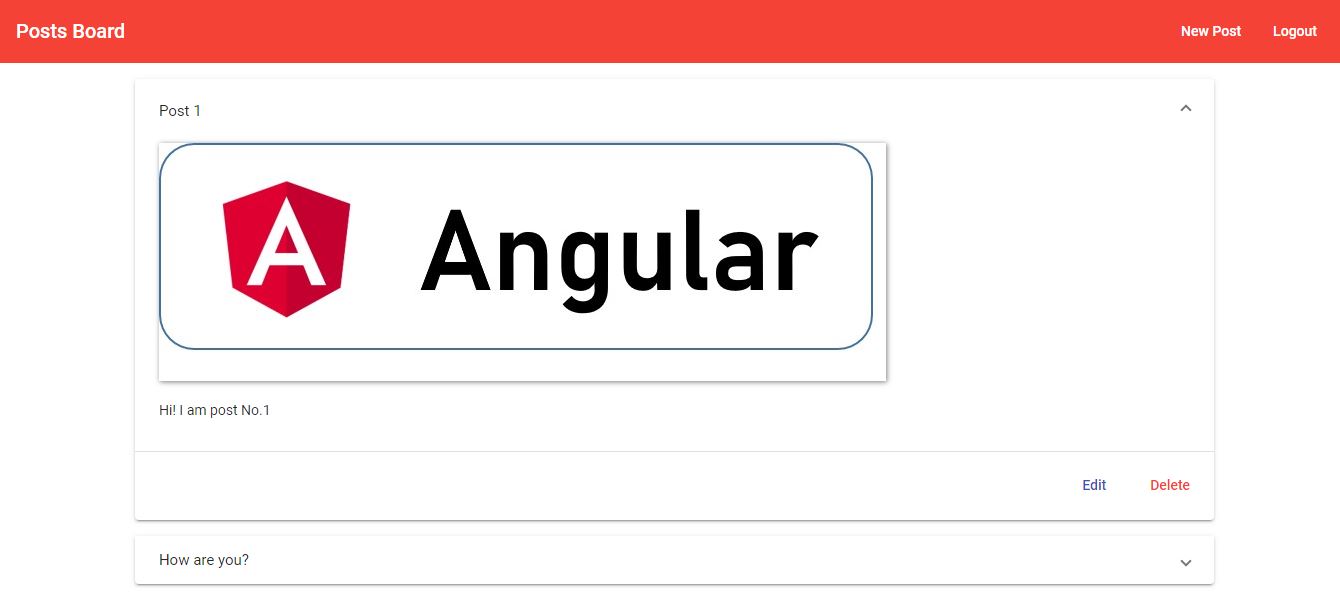 Posts Board
New Post
Logout
Post 1
A Angular
Hi! I am post No.1
Edit
Delete
How are you?